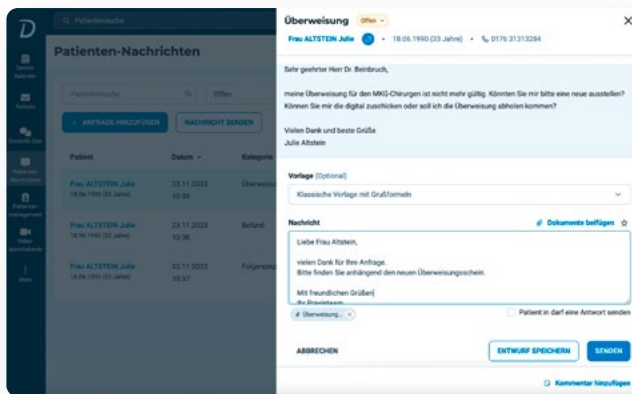 D
Patientensuche
Termin-
kalender
Patienten-
Nachrichten
Patienten-
management
Video-
sprechstunde
Mehr
Patienten-Nachrichten
Patientensuche
Offen
+ ANFRAGE HINZUFÜGEN
NACHRICHT SENDEN
Patient Datum Kategorie
Frau ALTSTEIN Julie 23.11.2023 Überweisung
18.06.1990 (33 Jahre) 10:39
Frau ALTSTEIN Julie 23.11.2023 Befund
18.06.1990 (33 Jahre) 10:38
Frau ALTSTEIN Julie 23.11.2023 Folgerezept
18.06.1990 (33 Jahre) 10:37
Überweisung Offen
Frau ALTSTEIN Julie • 18.06.1990 (33 Jahre) • 0176 31313284
Sehr geehrter Herr Dr. Beinbruch,
meine Überweisung für den MKG-Chirurgen ist nicht mehr gültig. Könnten Sie mir bitte eine neue ausstellen?
Können Sie mir die digital zuschicken oder soll ich die Überweisung abholen kommen?
Vielen Dank und beste Grüße
Julie Altstein
Vorlage (Optional)
Klassische Vorlage mit Grußformeln
Nachricht Dokumente beifügen
Liebe Frau Altstein,
vielen Dank für Ihre Anfrage.
Bitte finden Sie anhängend den neuen Überweisungsschein.
Mit freundlichen Grüßen
Ihr Praxisteam
Überweisung... ×
Patient:in darf eine Antwort senden
ABBRECHEN
ENTWURF SPEICHERN
SENDEN
Kommentar hinzufügen